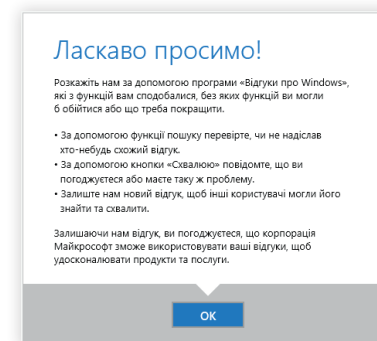 Ласкаво просимо!
Розкажіть нам за допомогою програми «Відгуки про Windows»,
які з функцій вам сподобалися, без яких функцій ви могли
б обійтися або що треба покращити.
• За допомогою функції пошуку перевірте, чи не надіслав
хто-небудь схожий відгук.
• За допомогою кнопки «Схвалюю» повідомте, що ви
погоджуєтеся або маєте таку ж проблему.
• Залиште нам новий відгук, щоб інші користувачі могли його
знайти та схвалити.
Залишаючи нам відгук, ви погоджуєтеся, що корпорація
Майкрософт зможе використовувати ваші відгуки, щоб
удосконалювати продукти та послуги.
ОК